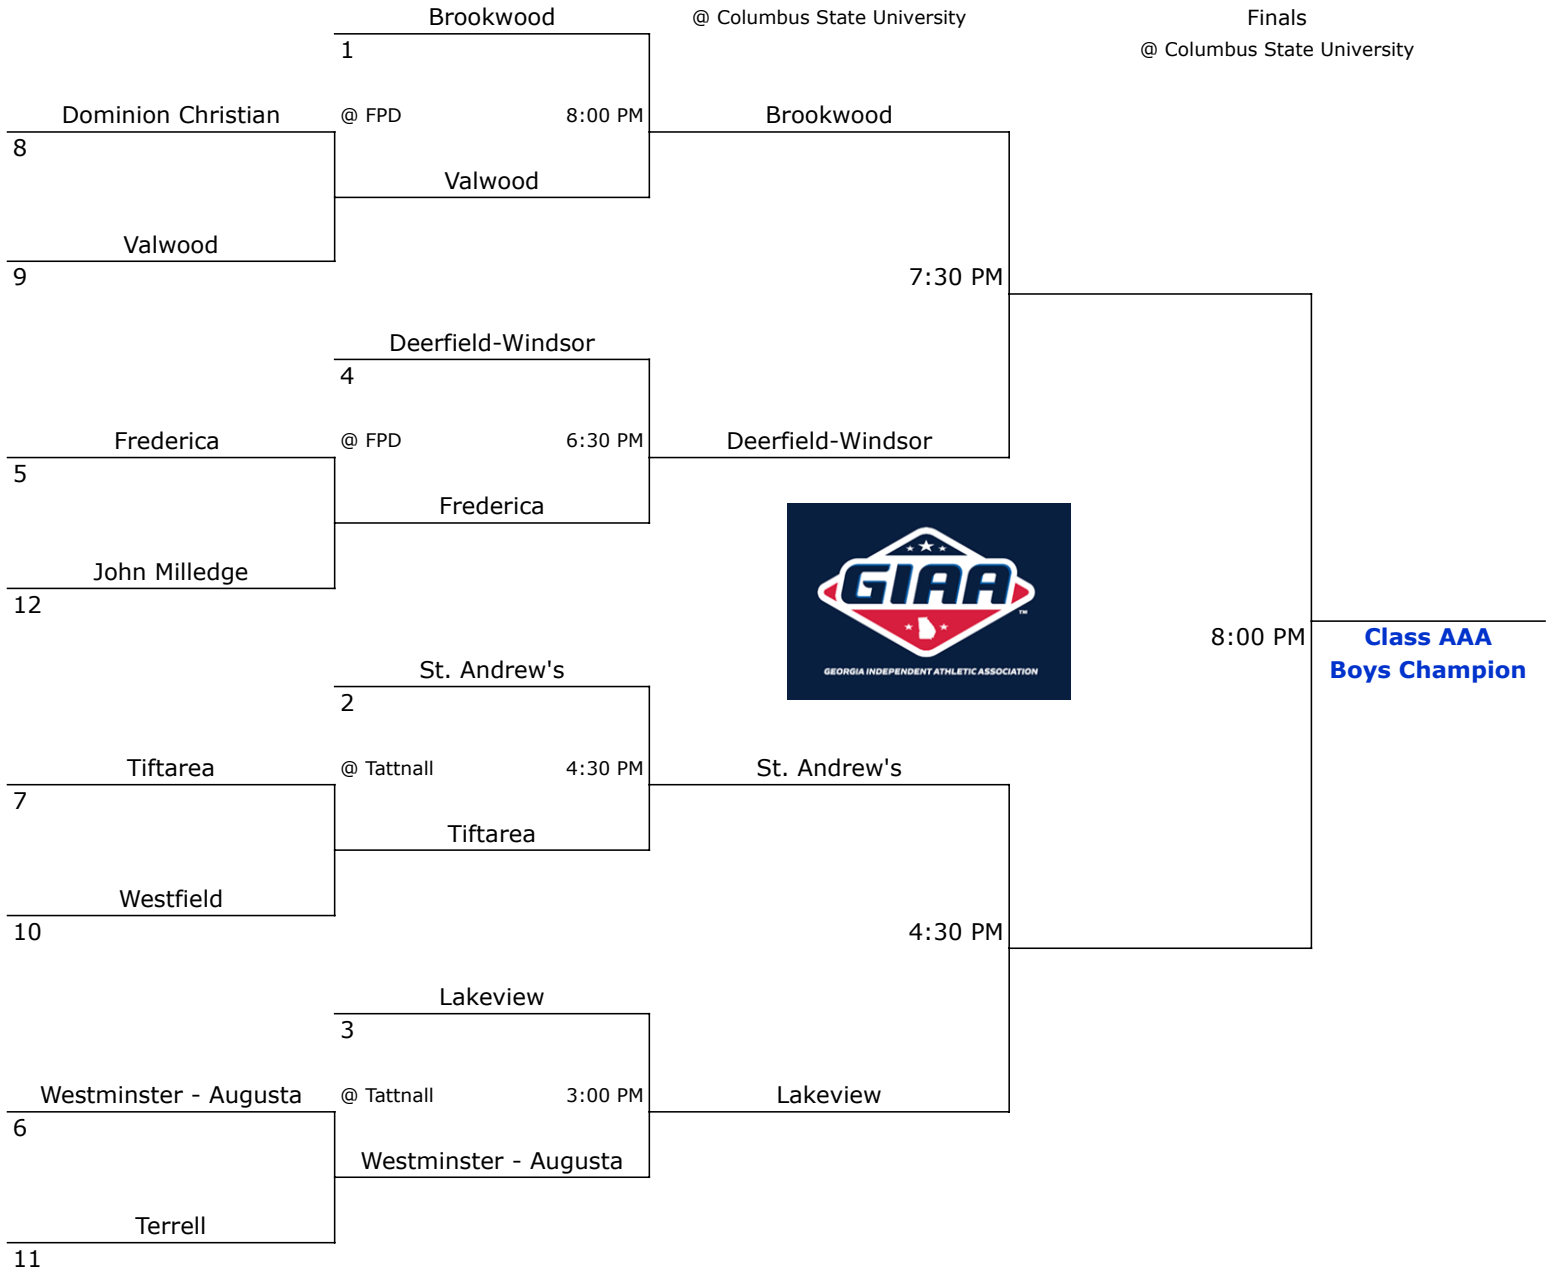 Brookwood
@ Columbus State University
Finals
1
@ Columbus State University
Dominion Christian
@ FPD
8:00 PM
Brookwood
8
Valwood
Valwood
9
7:30 PM
Deerfield-Windsor
4
Frederica
@ FPD
6:30 PM
Deerfield-Windsor
5
Frederica
John Milledge
12
GIAA
TM
GEORGIA INDEPENDENT ATHLETIC ASSOCIATION
8:00 PM
Class AAA
Boys Champion
St. Andrew's
2
Tiftarea
@ Tattnall
4:30 PM
St. Andrew's
7
Tiftarea
Westfield
10
4:30 PM
Lakeview
3
Westminster - Augusta
@ Tattnall
3:00 PM
Lakeview
6
Westminster - Augusta
Terrell
11